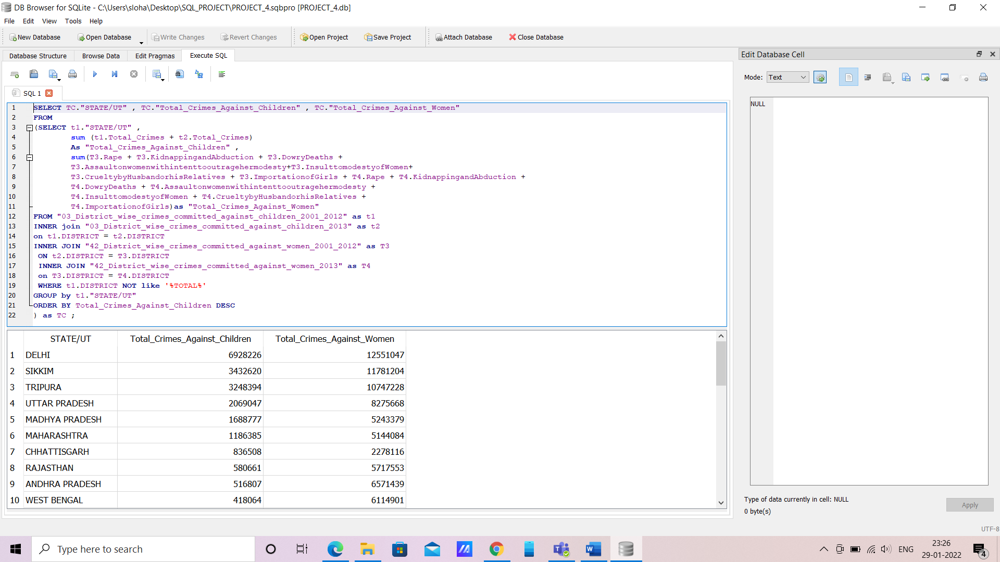 DB Browser for SQLite - C:\Users\sloha\Desktop\SQL_PROJECT\PROJECT_4.sqbpro [PROJECT_4.db]
File Edit View Tools Help
New Database Open Database Write Changes Revert Changes Open Project Save Project Attach Database Close Database
Database Structure Browse Data Edit Pragmas Execute SQL
SQL 1
1 SELECT TC."STATE/UT" , TC."Total_Crimes_Against_Children" , TC."Total_Crimes_Against_Women"
2 FROM
3 (SELECT t1."STATE/UT" ,
4 sum (t1.Total_Crimes + t2.Total_Crimes)
5 As "Total_Crimes_Against_Children" ,
6 sum(T3.Rape + T3.KidnappingandAbduction + T3.DowryDeaths +
7 T3.Assaultonwomenwithintenttooutragehermodesty+T3.InsulttomodestyofWomen+
8 T3.CrueltybyHusbandorhisRelatives + T3.ImportationofGirls + T4.Rape + T4.KidnappingandAbduction +
9 T4.DowryDeaths + T4.Assaultonwomenwithintenttooutragehermodesty +
10 T4.InsulttomodestyofWomen + T4.CrueltybyHusbandorhisRelatives +
11 T4.ImportationofGirls)as "Total_Crimes_Against_Women"
12 FROM "03_District_wise_crimes_committed_against_children_2001_2012" as t1
13 INNER join "03_District_wise_crimes_committed_against_children_2013" as t2
14 on t1.DISTRICT = t2.DISTRICT
15 INNER JOIN "42_District_wise_crimes_committed_against_women_2001_2012" as T3
16 ON t2.DISTRICT = T3.DISTRICT
17 INNER JOIN "42_District_wise_crimes_committed_against_women_2013" as T4
18 on T3.DISTRICT = T4.DISTRICT
19 WHERE t1.DISTRICT NOT like '%TOTAL%'
20 GROUP by t1."STATE/UT"
21 ORDER BY Total_Crimes_Against_Children DESC
22 ) as TC ;
STATE/UT Total_Crimes_Against_Children Total_Crimes_Against_Women
1 DELHI 6928226 12551047
2 SIKKIM 3432620 11781204
3 TRIPURA 3248394 10747228
4 UTTAR PRADESH 2069047 8275668
5 MADHYA PRADESH 1688777 5243379
6 MAHARASHTRA 1186385 5144084
7 CHHATTISGARH 836508 2278116
8 RAJASTHAN 580661 5717553
9 ANDHRA PRADESH 516807 6571439
10 WEST BENGAL 418064 6114901
Edit Database Cell
Mode: Text
NULL
Type of data currently in cell: NULL
0 byte(s)
Apply
UTF-8
Type here to search
ENG
23:26
29-01-2022
4